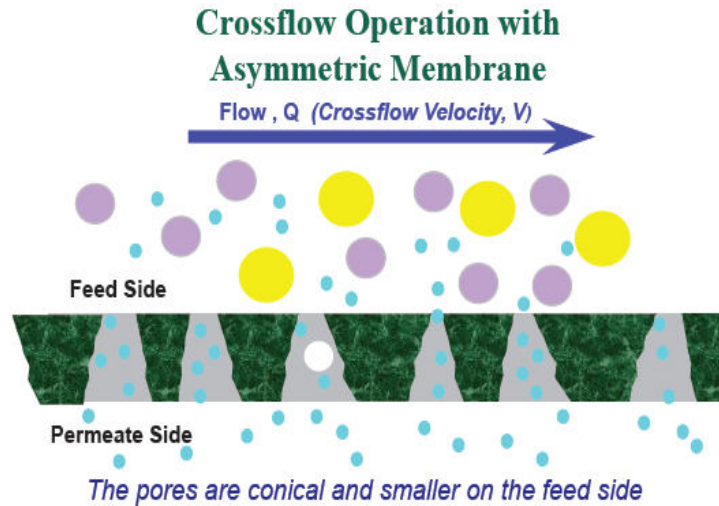 Crossflow Operation with
Asymmetric Membrane
Flow , Q (Crossflow Velocity, V)
Feed Side
Permeate Side
The pores are conical and smaller on the feed side